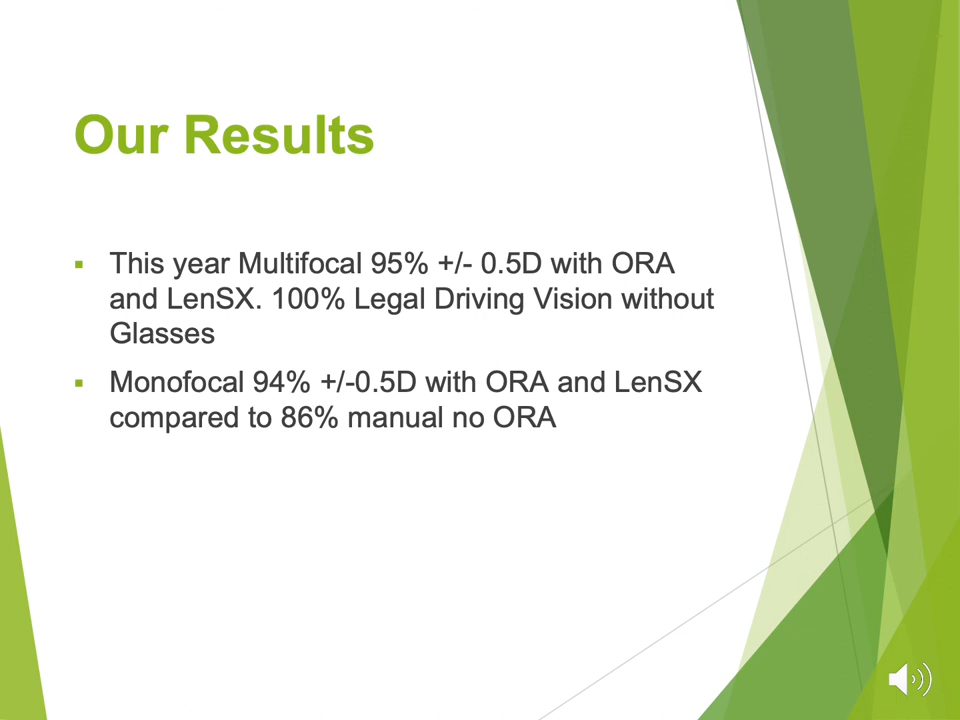 Our Results
▪ This year Multifocal 95% +/- 0.5D with ORA
and LenSX. 100% Legal Driving Vision without
Glasses
▪ Monofocal 94% +/-0.5D with ORA and LenSX
compared to 86% manual no ORA